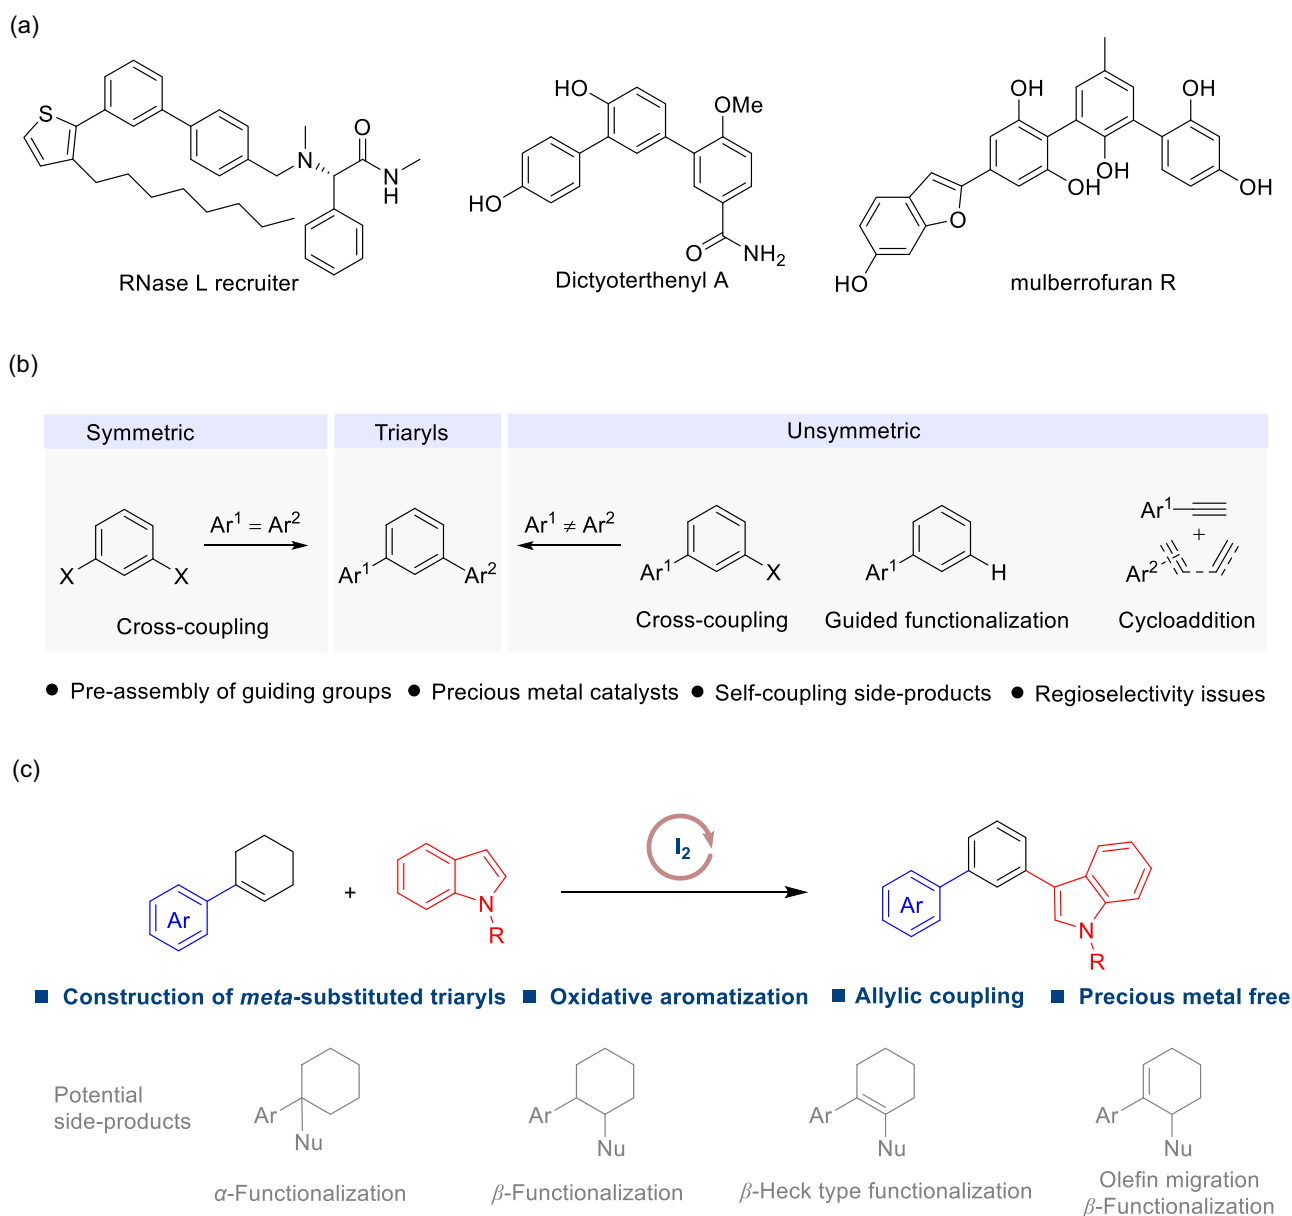 (a)
S
N
O
N
H
RNase L recruiter
HO
OMe
HO
O
NH2
Dictyoterthenyl A
OH
OH
OH
OH
OH
O
HO
mulberrofuran R
(b)
Symmetric
Triaryls
Unsymmetric
X
X
Cross-coupling
Ar1 = Ar2
Ar1
Ar2
Ar1 ≠ Ar2
Ar1
X
Cross-coupling
Ar1
H
Guided functionalization
Ar1
+
Ar2
Cycloaddition
● Pre-assembly of guiding groups ● Precious metal catalysts ● Self-coupling side-products ● Regioselectivity issues
(c)
Ar
+
N
R
I2
Ar
N
R
■ Construction of meta-substituted triaryls ■ Oxidative aromatization ■ Allylic coupling ■ Precious metal free
Potential
side-products
Ar
Nu
α-Functionalization
Ar
Nu
β-Functionalization
Ar
Nu
β-Heck type functionalization
Ar
Nu
Olefin migration
β-Functionalization